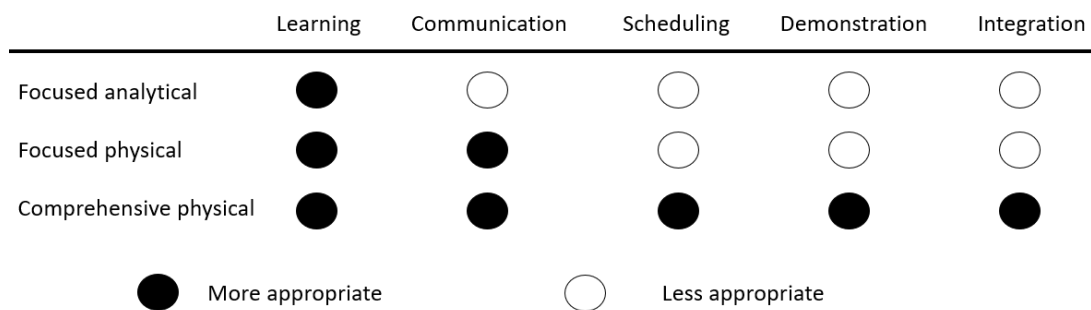 Learning Communication Scheduling Demonstration Integration
Focused analytical
Focused physical
Comprehensive physical
More appropriate Less appropriate